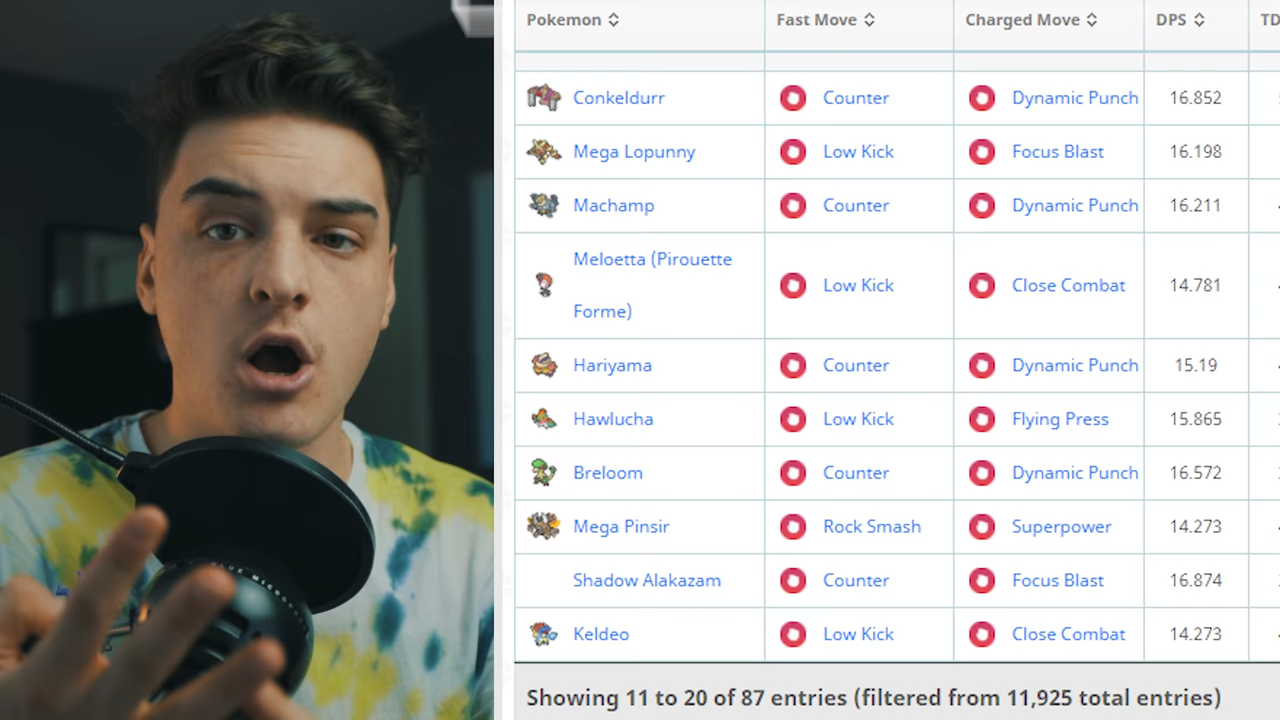 Pokemon Fast Move Charged Move DPS TD
Conkeldurr Counter Dynamic Punch 16.852
Mega Lopunny Low Kick Focus Blast 16.198
Machamp Counter Dynamic Punch 16.211
Meloetta (Pirouette
Forme) Low Kick Close Combat 14.781
Hariyama Counter Dynamic Punch 15.19
Hawlucha Low Kick Flying Press 15.865
Breloom Counter Dynamic Punch 16.572
Mega Pinsir Rock Smash Superpower 14.273
Shadow Alakazam Counter Focus Blast 16.874
Keldeo Low Kick Close Combat 14.273
Showing 11 to 20 of 87 entries (filtered from 11,925 total entries)